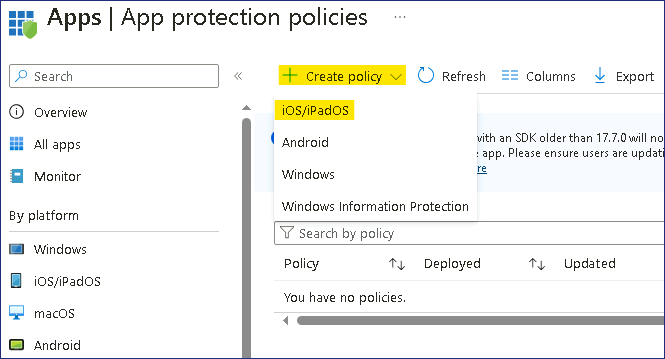 Apps | App protection policies ...
Search
«
Create policy
Refresh
Columns
Export
iOS/iPadOS
Android
Windows
Windows Information Protection
with an SDK older than 17.7.0 will no
app. Please ensure users are updati
re
Overview
All apps
Monitor
By platform
Windows
iOS/iPadOS
macOS
Android
Search by policy
Policy
Deployed
Updated
You have no policies.